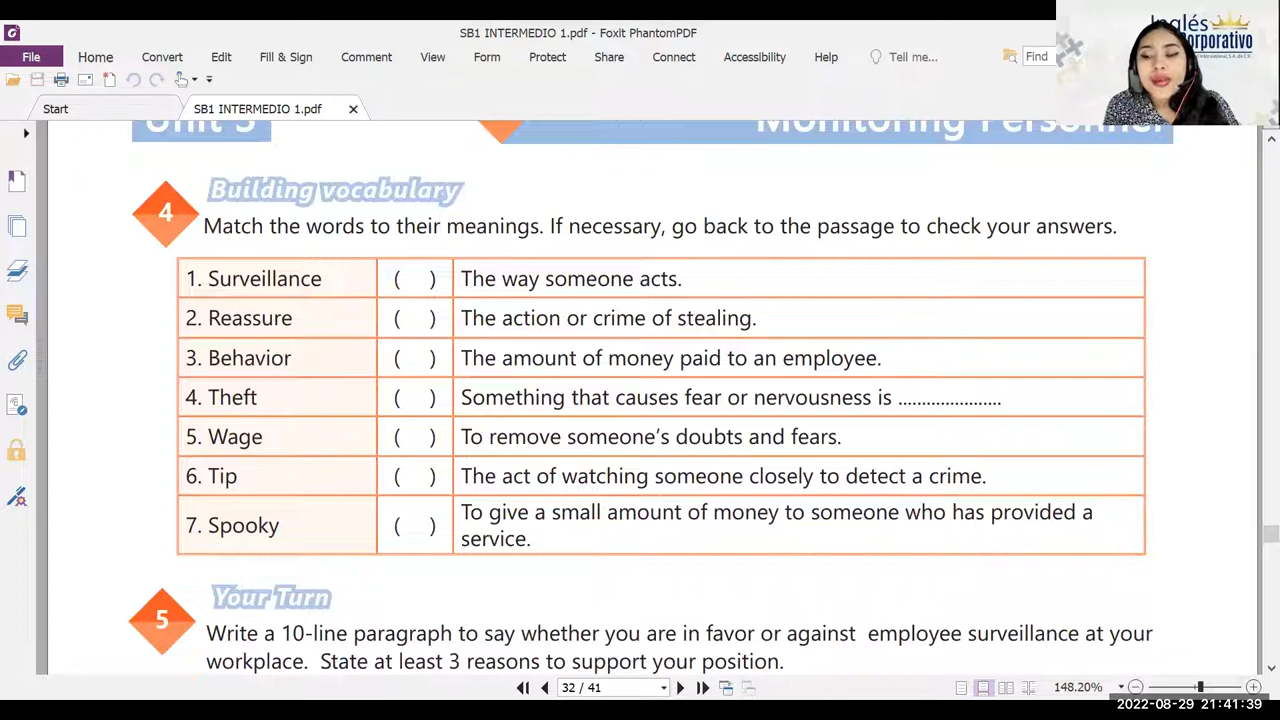 SB1 INTERMEDIO 1.pdf - Foxit PhantomPDF
Inglés
Corporativo
File Home Convert Edit Fill & Sign Comment View Form Protect Share Connect Accessibility Help Tell me... Find
Start SB1 INTERMEDIO 1.pdf
Unit 3 Monitoring Personnel
Building vocabulary
4
Match the words to their meanings. If necessary, go back to the passage to check your answers.
1. Surveillance ( ) The way someone acts.
2. Reassure ( ) The action or crime of stealing.
3. Behavior ( ) The amount of money paid to an employee.
4. Theft ( ) Something that causes fear or nervousness is ......................
5. Wage ( ) To remove someone’s doubts and fears.
6. Tip ( ) The act of watching someone closely to detect a crime.
7. Spooky ( ) To give a small amount of money to someone who has provided a
service.
Your Turn
5
Write a 10-line paragraph to say whether you are in favor or against employee surveillance at your
workplace. State at least 3 reasons to support your position.
32 / 41 148.20%
2022-08-29 21:41:39